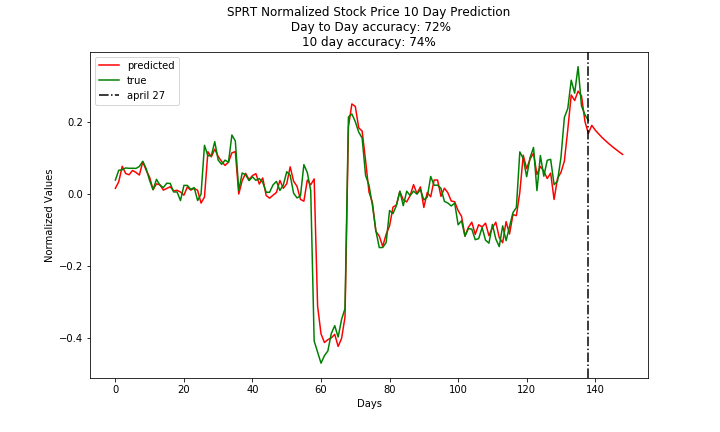 SPRT Normalized Stock Price 10 Day Prediction
Day to Day accuracy: 72%
10 day accuracy: 74%
predicted
true
april 27
0.2
0.0
−0.2
−0.4
Normalized Values
0
20
40
60
80
100
120
140
Days